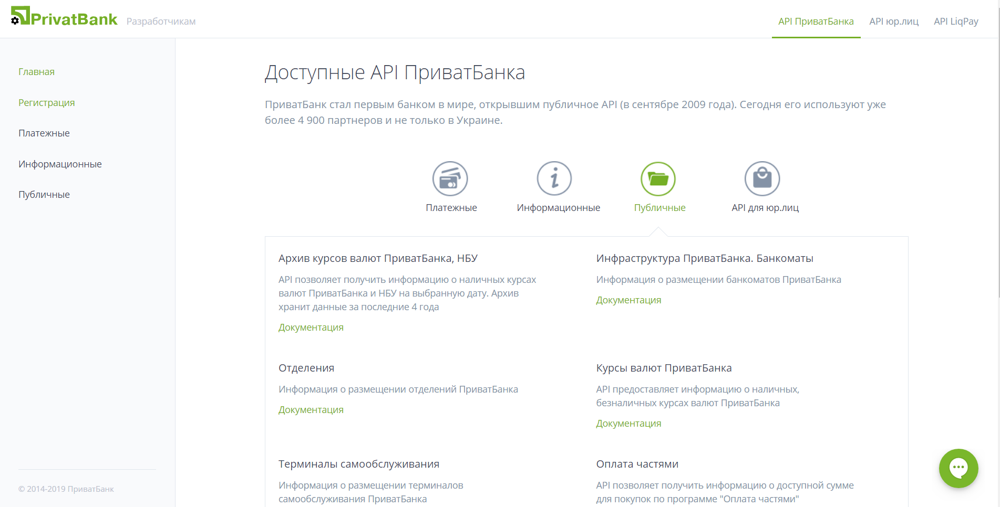 PrivatBank Разработчикам
API ПриватБанка API юр.лиц API LiqPay
Главная
Регистрация
Платежные
Информационные
Публичные
© 2014-2019 ПриватБанк
Доступные API ПриватБанка
ПриватБанк стал первым банком в мире, открывшим публичное API (в сентябре 2009 года). Сегодня его используют уже
более 4 900 партнеров и не только в Украине.
Платежные Информационные Публичные API для юр.лиц
Архив курсов валют ПриватБанка, НБУ
API позволяет получить информацию о наличных курсах
валют ПриватБанка и НБУ на выбранную дату. Архив
хранит данные за последние 4 года
Документация
Инфраструктура ПриватБанка. Банкоматы
Информация о размещении банкоматов ПриватБанка
Документация
Отделения
Информация о размещении отделений ПриватБанка
Документация
Курсы валют ПриватБанка
API предоставляет информацию о наличных,
безналичных курсах валют ПриватБанка
Документация
Терминалы самообслуживания
Информация о размещении терминалов
самообслуживания ПриватБанка
Оплата частями
API позволяет получить информацию о доступной сумме
для покупок по программе "Оплата частями"